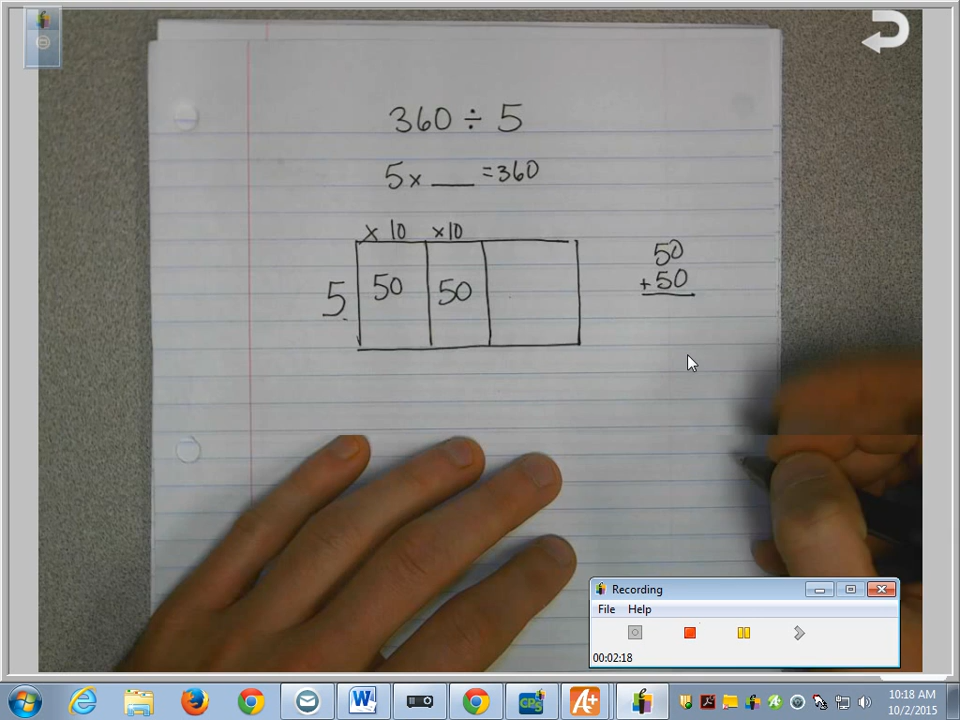 360 ÷ 5
5 x ___ = 360
x 10 x 10
5 50 50
50
+ 50
Recording
File Help
00:02:18
10:18 AM
10/2/2015
W
CPS
A+